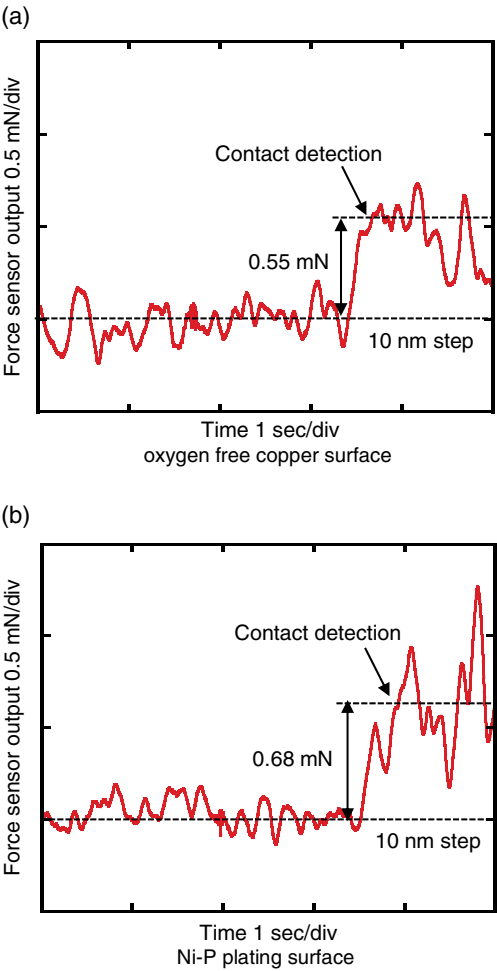 (a)
Force sensor output 0.5 mN/div
Contact detection
0.55 mN
10 nm step
Time 1 sec/div
oxygen free copper surface
(b)
Force sensor output 0.5 mN/div
Contact detection
0.68 mN
10 nm step
Time 1 sec/div
Ni-P plating surface